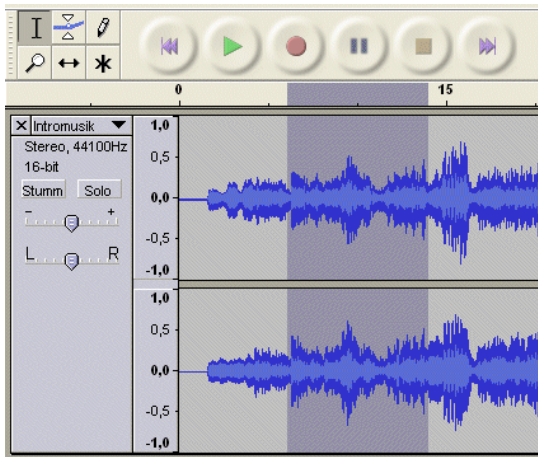 0 15
Intromusik
Stereo, 44100Hz
16-bit
Stumm Solo
- +
L R
1,0
0,5
0,0
-0,5
-1,0
1,0
0,5
0,0
-0,5
-1,0